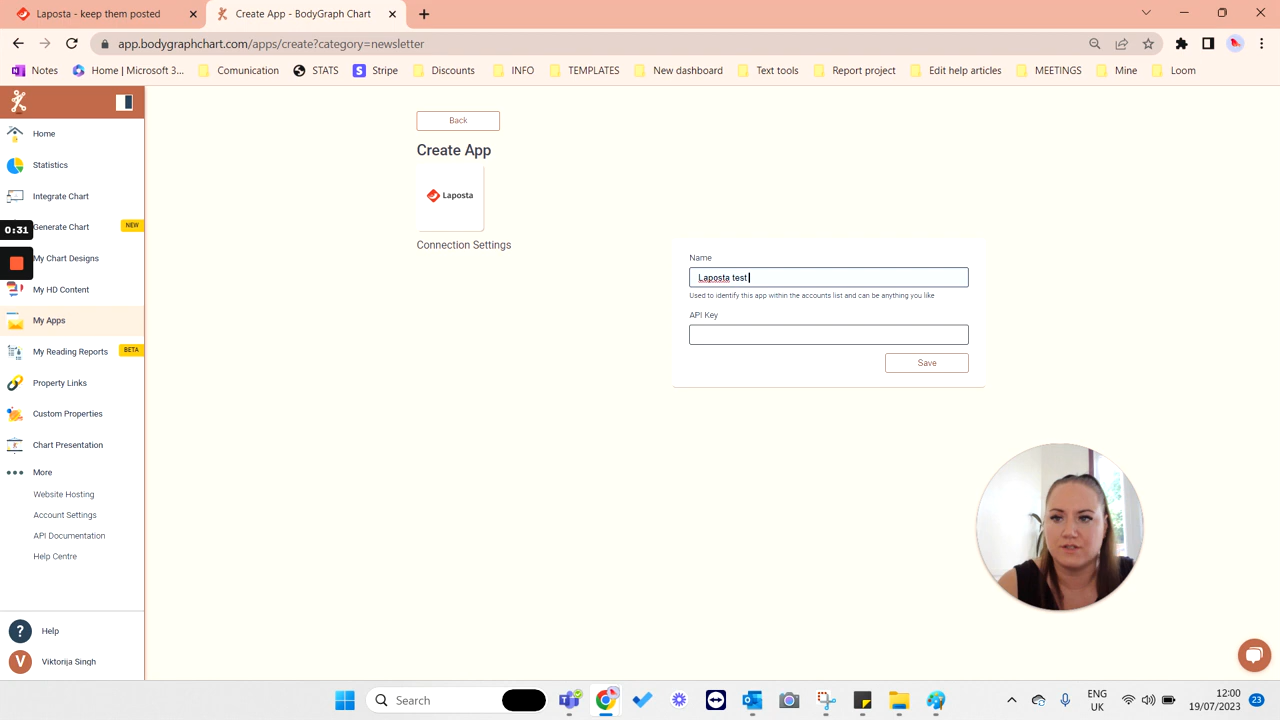 Laposta - keep them posted
Create App - BodyGraph Chart
app.bodygraphchart.com/apps/create?category=newsletter
Notes
Home | Microsoft 3...
Comunication
STATS
Stripe
Discounts
INFO
TEMPLATES
New dashboard
Text tools
Report project
Edit help articles
MEETINGS
Mine
Loom
Home
Statistics
Integrate Chart
0:31
Generate Chart
NEW
My Chart Designs
My HD Content
My Apps
My Reading Reports
BETA
Property Links
Custom Properties
Chart Presentation
More
Website Hosting
Account Settings
API Documentation
Help Centre
? Help
V Viktorija Singh
Back
Create App
Laposta
Connection Settings
Name
Laposta test
Used to identify this app within the accounts list and can be anything you like
API Key
Save
Search
ENG
UK
12:00
19/07/2023
23